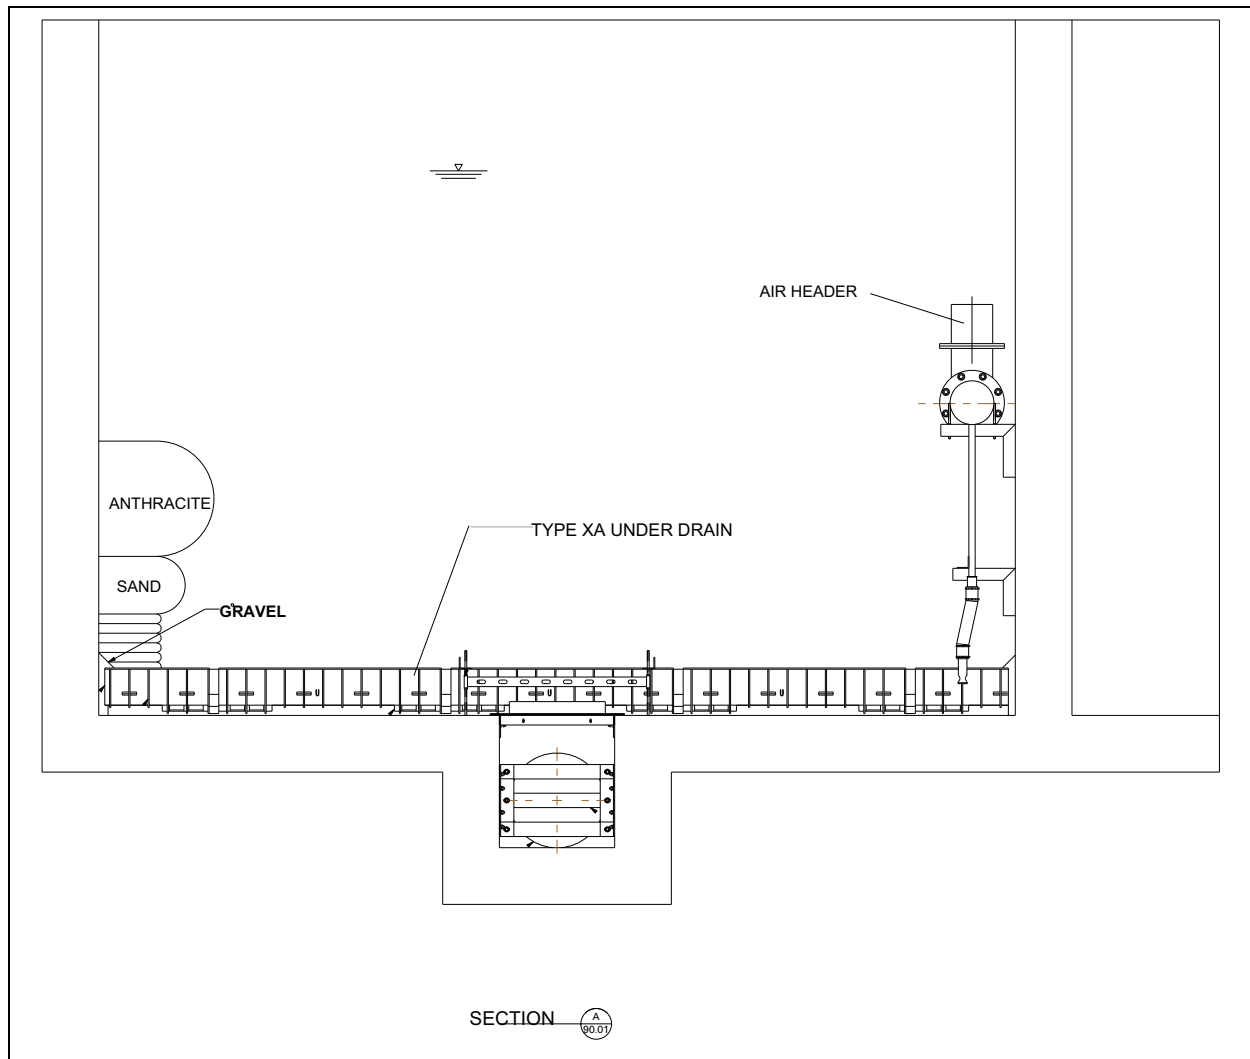 AIR HEADER
ANTHRACITE
TYPE XA UNDER DRAIN
SAND
GRAVEL
SECTION
A
90.01